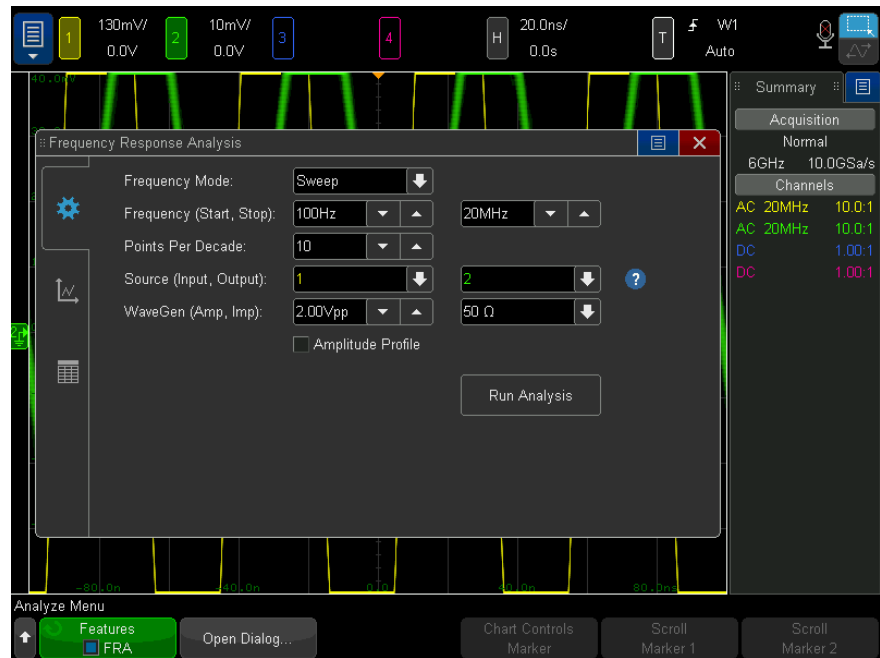 1 130mV/ 0.0V 2 10mV/ 0.0V 3 4 H 20.0ns/ 0.0s T W1 Auto
40.0mV
Summary
Acquisition
Normal
6GHz 10.0GSa/s
Channels
AC 20MHz 10.0:1
AC 20MHz 10.0:1
DC 1.00:1
DC 1.00:1
Frequency Response Analysis
Frequency Mode: Sweep
Frequency (Start, Stop): 100Hz 20MHz
Points Per Decade: 10
Source (Input, Output): 1 2 ?
WaveGen (Amp, Imp): 2.00Vpp 50 Ω
Amplitude Profile
Run Analysis
2
-80.0n -40.0n 0.0 40.0n 80.0ns
Analyze Menu
Features
FRA
Open Dialog...
Chart Controls
Marker
Scroll
Marker 1
Scroll
Marker 2